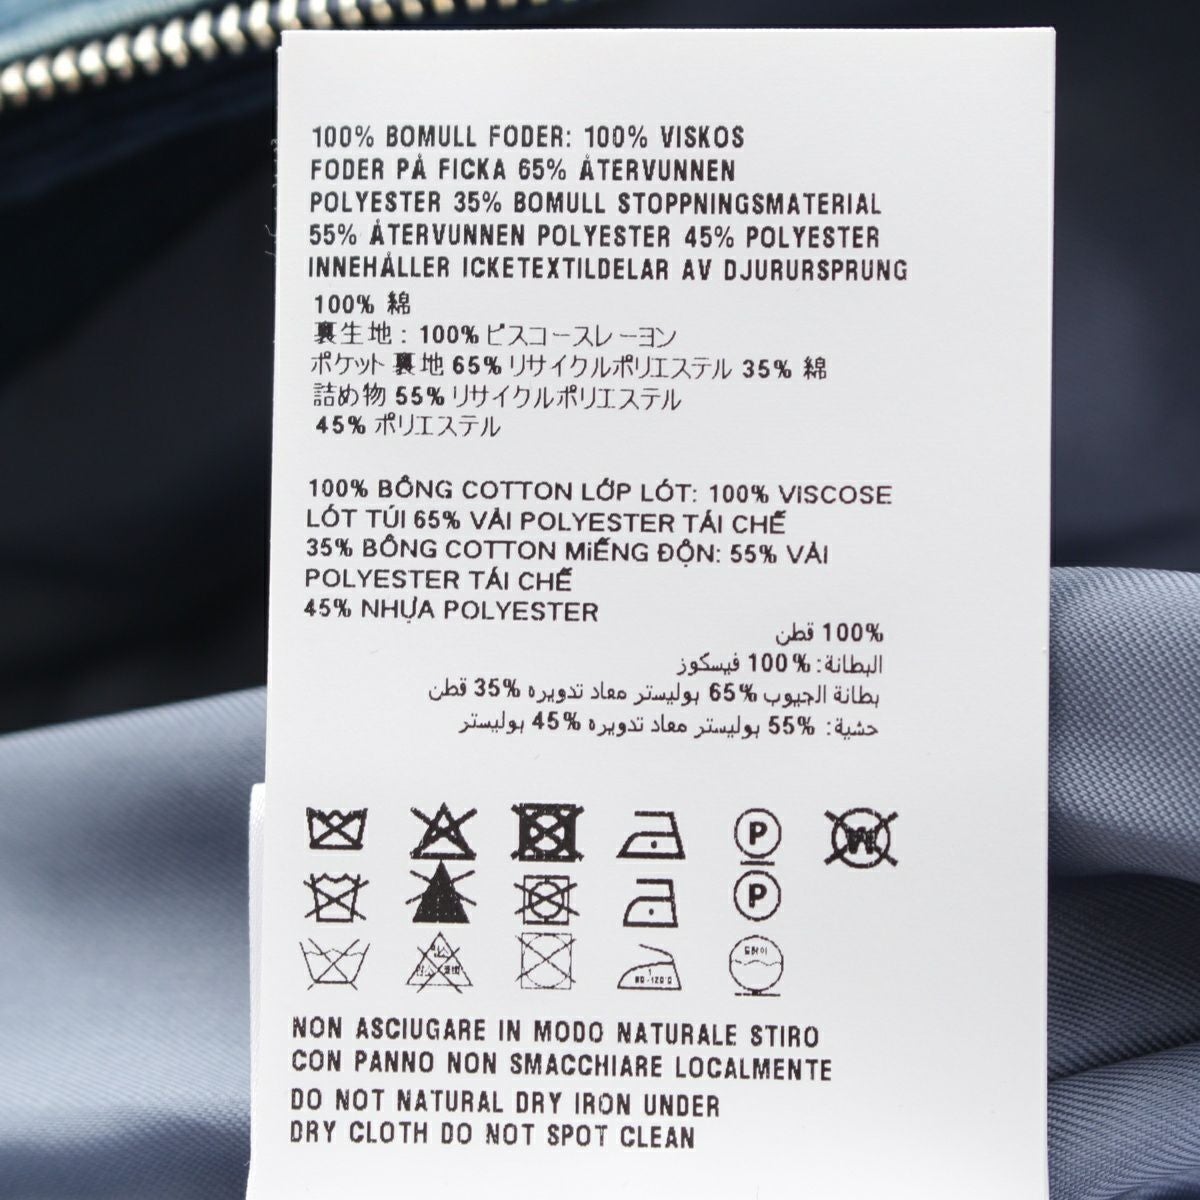 100% BOMULL FODER: 100% VISKOS
FODER PÅ FICKA 65% ÅTERVUNNEN
POLYESTER 35% BOMULL STOPPNINGSMATERIAL
55% ÅTERVUNNEN POLYESTER 45% POLYESTER
INNEHÅLLER ICKETEXTILDELAR AV DJURURSPRUNG
100% 綿
裏生地: 100% ビスコースレーヨン
ポケット 裏地 65% リサイクルポリエステル 35% 綿
詰め物 55% リサイクルポリエステル
45% ポリエステル
100% BÔNG COTTON LỚP LÓT: 100% VISCOSE
LÓT TÚI 65% VẢI POLYESTER TÁI CHẾ
35% BÔNG COTTON MIẾNG ĐỘN: 55% VẢI
POLYESTER TÁI CHẾ
45% NHỰA POLYESTER
100% قطن
البطانة: 100% فيسكوز
بطانة الجيوب 65% بوليستر معاد تدويره 35% قطن
حشية: 55% بوليستر معاد تدويره 45% بوليستر
P W
P
NON ASCIUGARE IN MODO NATURALE STIRO
CON PANNO NON SMACCHIARE LOCALMENTE
DO NOT NATURAL DRY IRON UNDER
DRY CLOTH DO NOT SPOT CLEAN